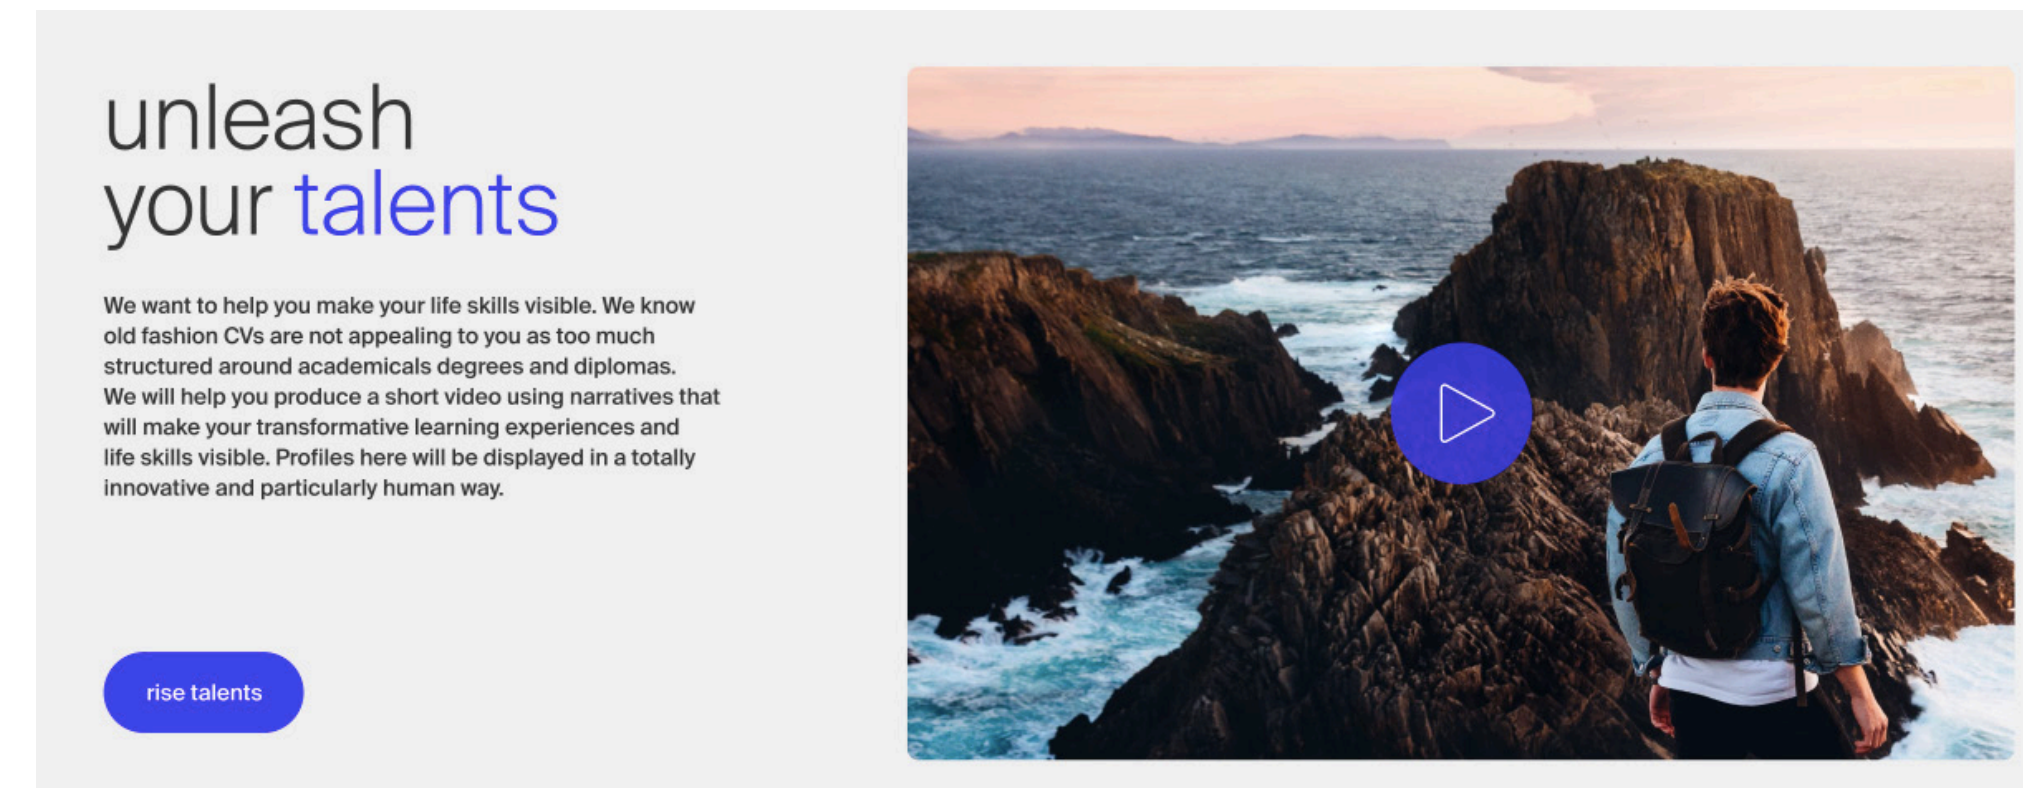 unleash
your talents
We want to help you make your life skills visible. We know
old fashion CVs are not appealing to you as too much
structured around academicals degrees and diplomas.
We will help you produce a short video using narratives that
will make your transformative learning experiences and
life skills visible. Profiles here will be displayed in a totally
innovative and particularly human way.
rise talents